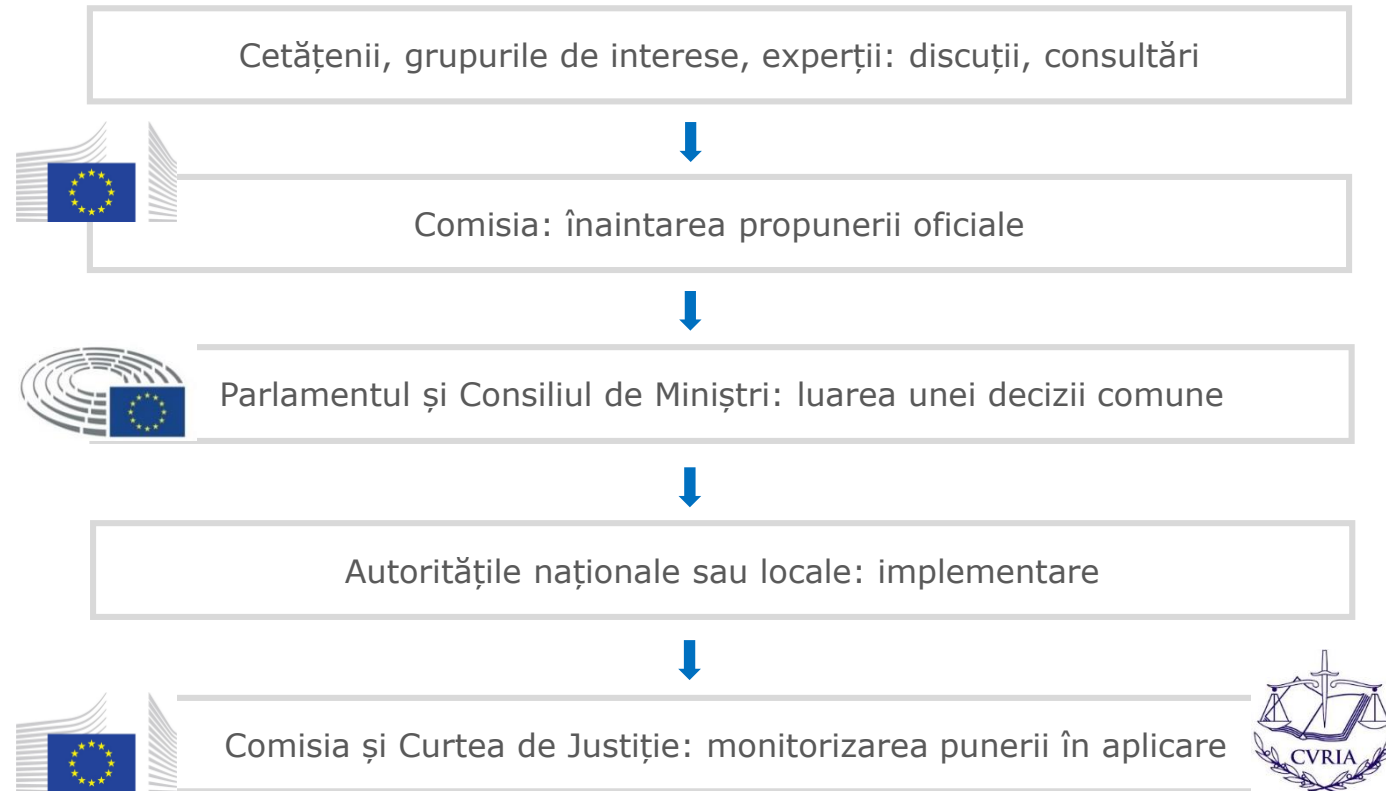 Cetățenii, grupurile de interese, experții: discuții, consultări
Comisia: înaintarea propunerii oficiale
Parlamentul și Consiliul de Miniștri: luarea unei decizii comune
Autoritățile naționale sau locale: implementare
Comisia și Curtea de Justiție: monitorizarea punerii în aplicare
CVRIA